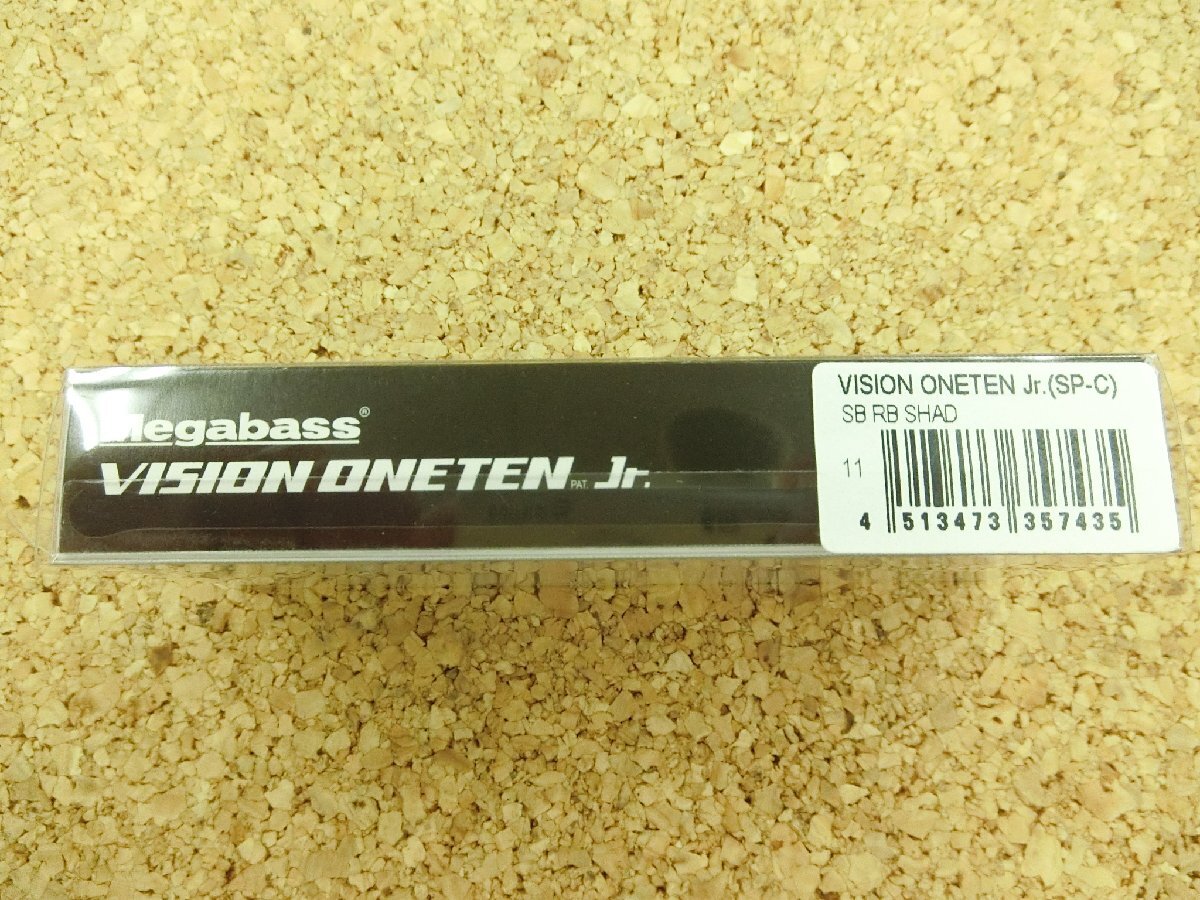 Megabass®
VISION ONETEN PAT. Jr.
VISION ONETEN Jr.(SP-C)
SB RB SHAD
11
4 513473 357435